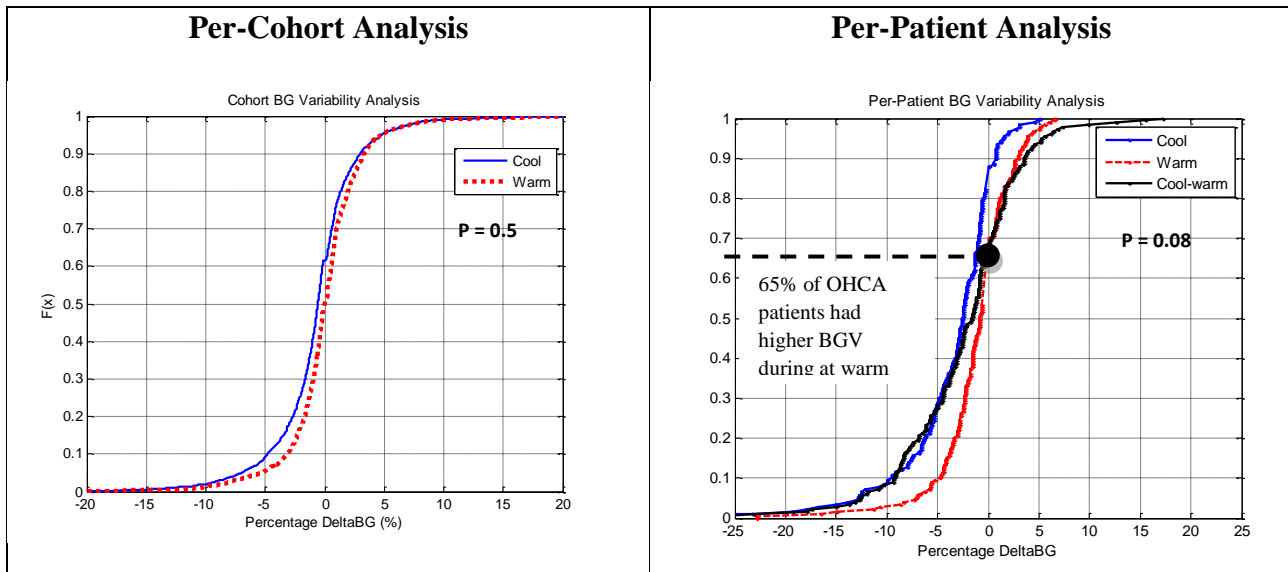 Per-Cohort Analysis
Cohort BG Variability Analysis
1
0.9
0.8
0.7
0.6
0.5
0.4
0.3
0.2
0.1
0
F(x)
Cool
Warm
P = 0.5
-20
-15
-10
-5
0
5
10
15
20
Percentage DeltaBG (%)
Per-Patient Analysis
Per-Patient BG Variability Analysis
1
0.9
0.8
0.7
0.6
0.5
0.4
0.3
0.2
0.1
0
Cool
Warm
Cool-warm
P = 0.08
65% of OHCA
patients had
higher BGV
during at warm
-25
-20
-15
-10
-5
0
5
10
15
20
25
Percentage DeltaBG